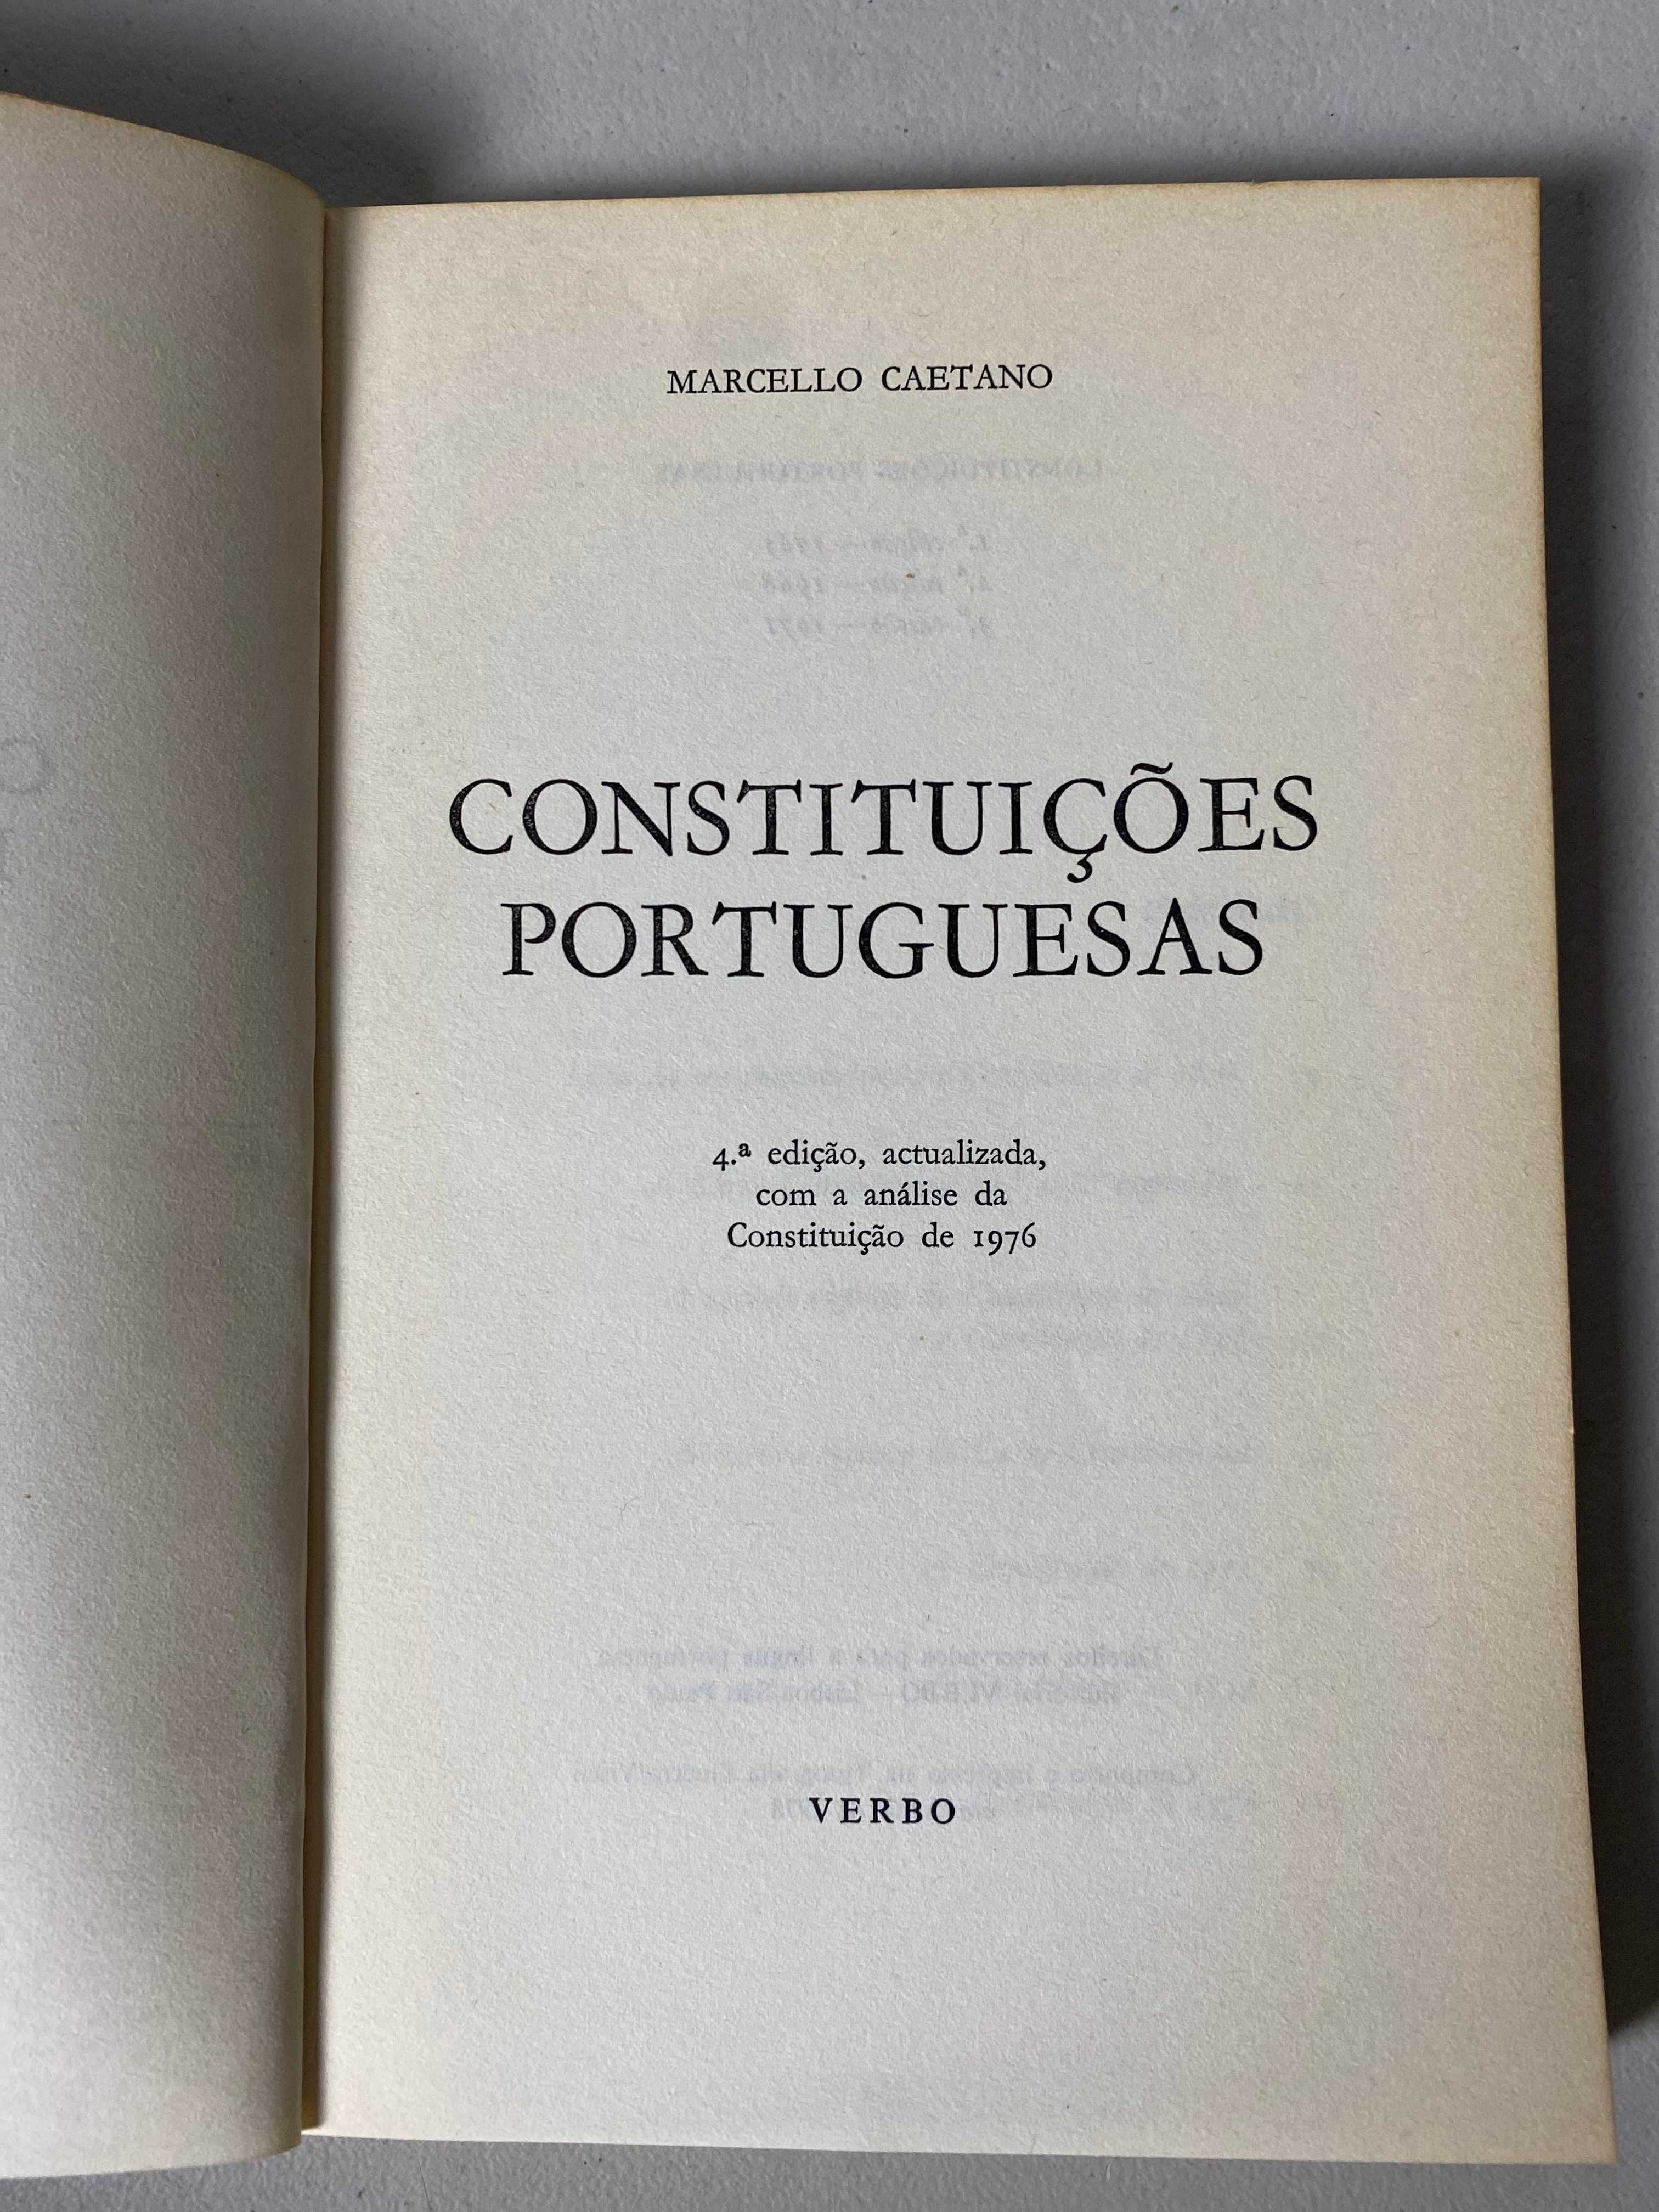 MARCELLO CAETANO
CONSTITUIÇÕES
PORTUGUESAS
4.ª edição, actualizada,
com a análise da
Constituição de 1976
VERBO